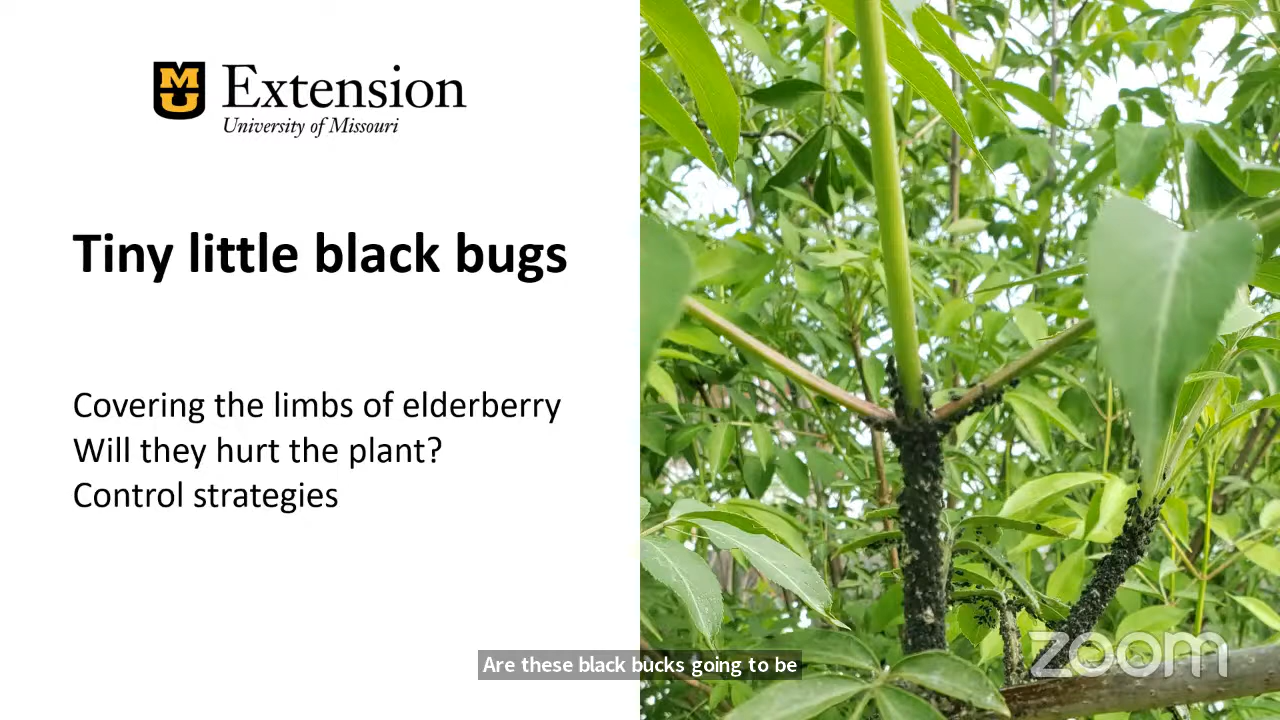 MU Extension
University of Missouri
Tiny little black bugs
Covering the limbs of elderberry
Will they hurt the plant?
Control strategies
Are these black bucks going to be
zoom